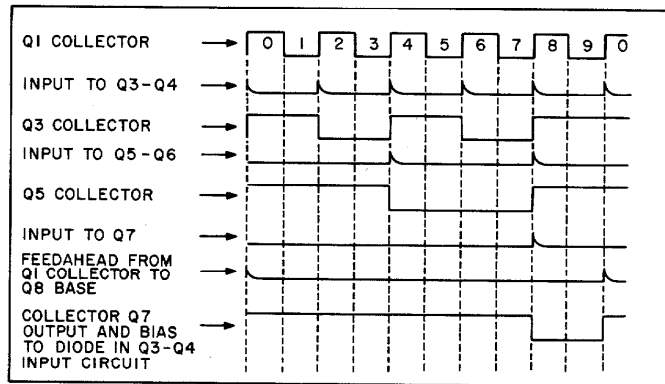 Q1 COLLECTOR
0 1 2 3 4 5 6 7 8 9 0
INPUT TO Q3-Q4
Q3 COLLECTOR
INPUT TO Q5-Q6
Q5 COLLECTOR
INPUT TO Q7
FEEDAHEAD FROM
Q1 COLLECTOR TO
Q8 BASE
COLLECTOR Q7
OUTPUT AND BIAS
TO DIODE IN Q3-Q4
INPUT CIRCUIT